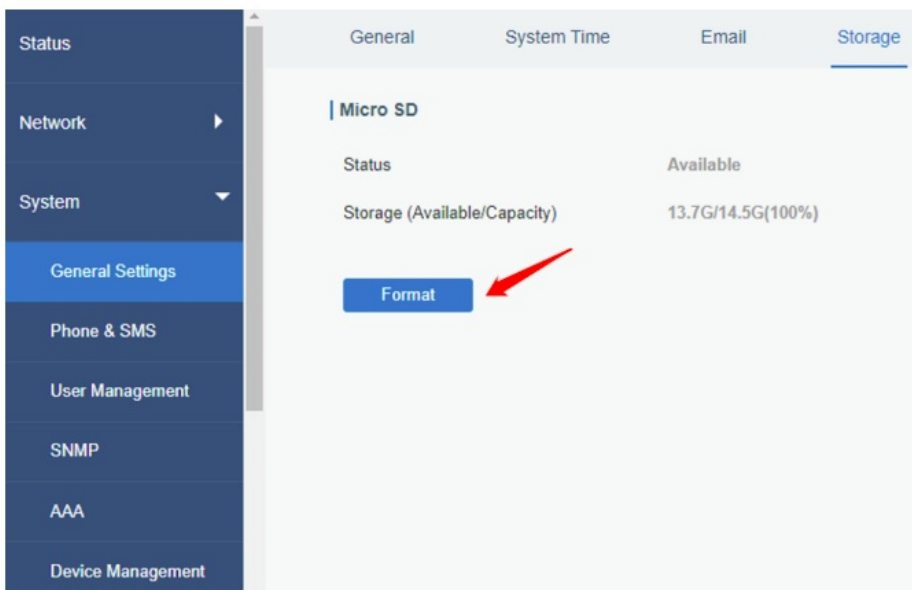 Status
Network
System
General Settings
Phone & SMS
User Management
SNMP
AAA
Device Management
General System Time Email Storage
Micro SD
Status Available
Storage (Available/Capacity) 13.7G/14.5G(100%)
Format